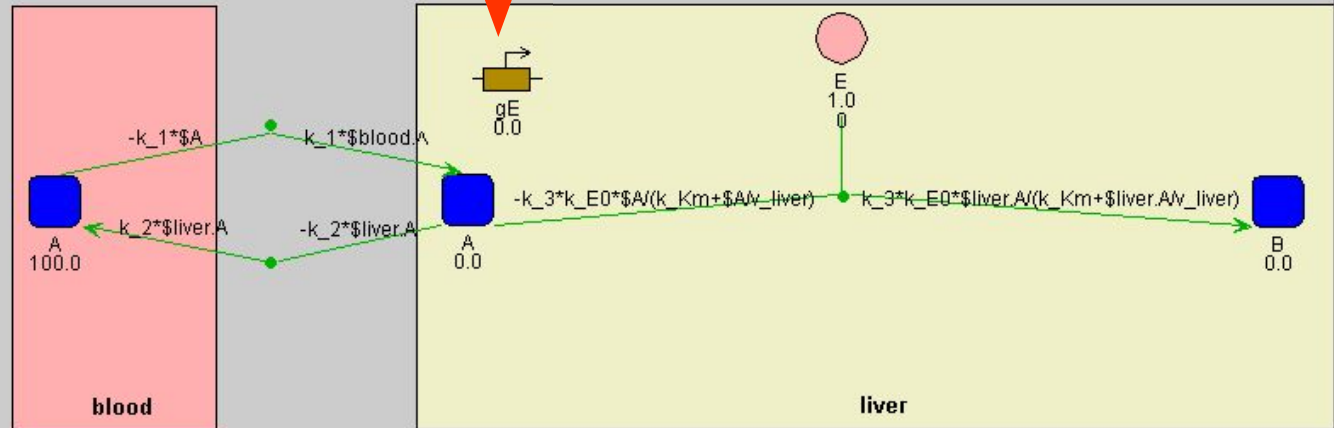 E
1.0
0
gE
0.0
-k_1*$A
k_1*$blood.A
-k_3*k_E0*$A/(k_Km+$A/v_liver)
k_3*k_E0*$liver.A/(k_Km+$liver.A/v_liver)
k_2*$liver.A
-k_2*$liver.A
A
100.0
A
0.0
B
0.0
blood
liver